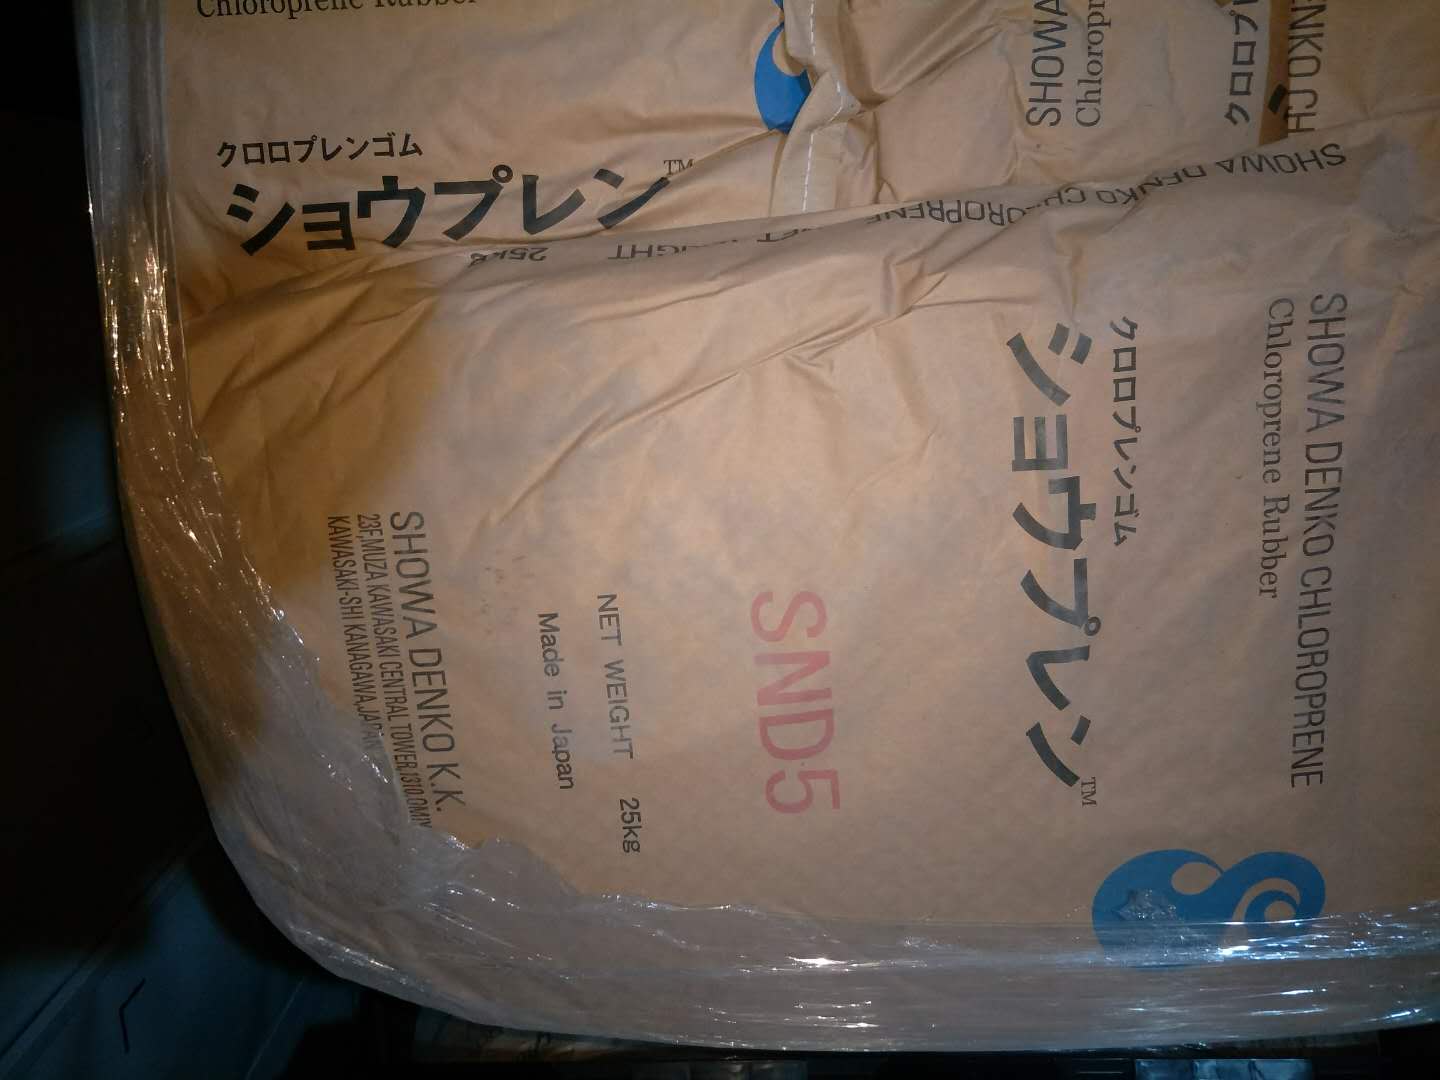 Chloroprene Rubber
クロロプレンゴム
ショウプレン™
25kg
SHOWA
SHOWA DENKO CHLOROPRENE
SHOWA DENKO CHLOROPRENE
Chloroprene Rubber
クロロプレンゴム
ショウプレン™
SND5
NET WEIGHT 25kg
Made in Japan
SHOWA DENKO K.K.
23F,MUZA KAWASAKI CENTRAL TOWER,1310,OMIY
KAWASAKI-SHI KANAGAWA,JAPAN